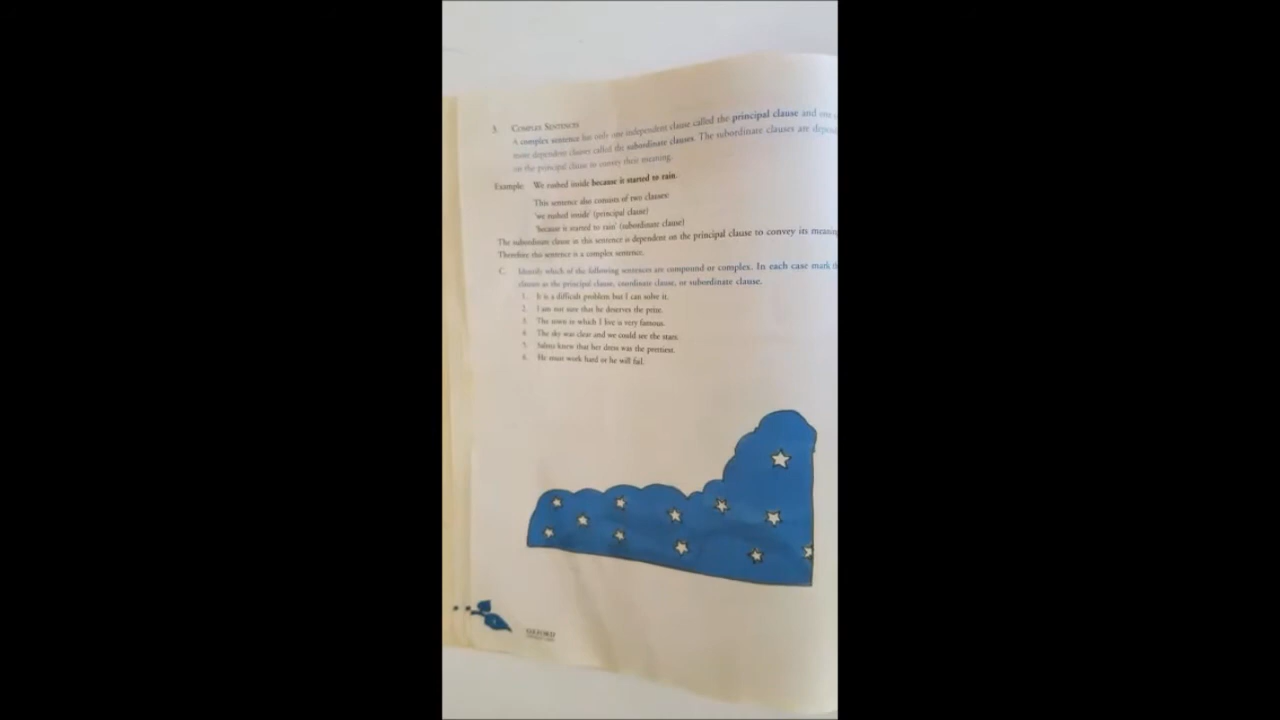 3. COMPLEX SENTENCES
A complex sentence has only one independent clause called the principal clause and one
more dependent clauses called the subordinate clauses. The subordinate clauses are
on the principal clause to convey their meaning.
Example: We rushed inside because it started to rain.
This sentence also consists of two clauses:
'we rushed inside' (principal clause)
'because it started to rain' (subordinate clause)
The subordinate clause in this sentence is dependent on the principal clause to convey its
Therefore this sentence is a complex sentence.
C. Identify which of the following sentences are compound or complex. In each case mark
clauses as the principal clause, coordinate clause, or subordinate clause.
1. It is a difficult problem but I can solve it.
2. I am not sure that he deserves the prize.
3. The town in which I live is very famous.
4. The sky was clear and we could see the stars.
5. Salma knew that her dress was the prettiest.
6. He must work hard or he will fail.
OXFORD